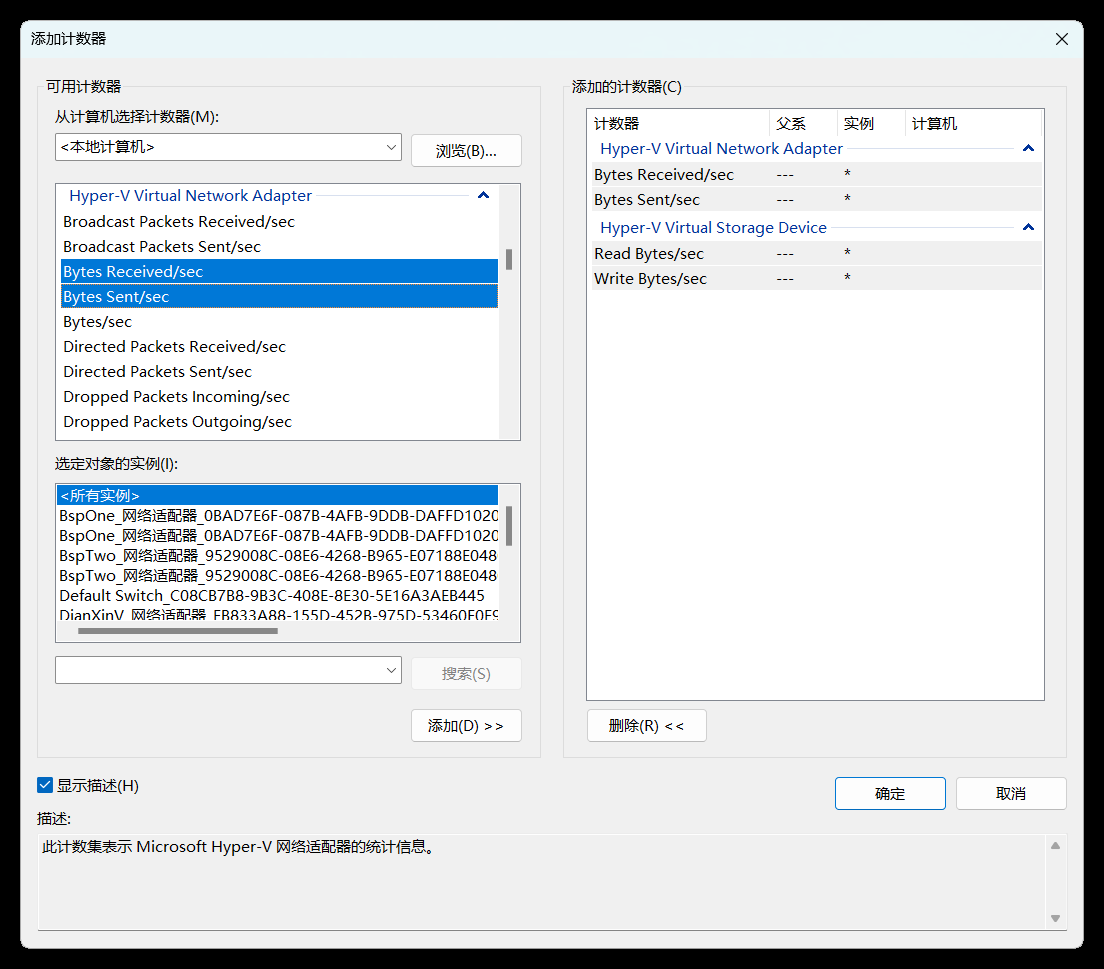 添加计数器
可用计数器
从计算机选择计数器(M):
<本地计算机>
浏览(B)...
Hyper-V Virtual Network Adapter
Broadcast Packets Received/sec
Broadcast Packets Sent/sec
Bytes Received/sec
Bytes Sent/sec
Bytes/sec
Directed Packets Received/sec
Directed Packets Sent/sec
Dropped Packets Incoming/sec
Dropped Packets Outgoing/sec
选定对象的实例(I):
<所有实例>
BspOne_网络适配器_0BAD7E6F-087B-4AFB-9DDB-DAFFD1020
BspOne_网络适配器_0BAD7E6F-087B-4AFB-9DDB-DAFFD1020
BspTwo_网络适配器_9529008C-08E6-4268-B965-E07188E048
BspTwo_网络适配器_9529008C-08E6-4268-B965-E07188E048
Default Switch_C08CB7B8-9B3C-408E-8E30-5E16A3AEB445
DianXinV_网络适配器_FB833A88-155D-452B-975D-53460F0F9
搜索(S)
添加(D) >>
添加的计数器(C)
计数器 父系 实例 计算机
Hyper-V Virtual Network Adapter
Bytes Received/sec --- *
Bytes Sent/sec --- *
Hyper-V Virtual Storage Device
Read Bytes/sec --- *
Write Bytes/sec --- *
删除(R) <<
显示描述(H)
确定
取消
描述:
此计数集表示 Microsoft Hyper-V 网络适配器的统计信息。